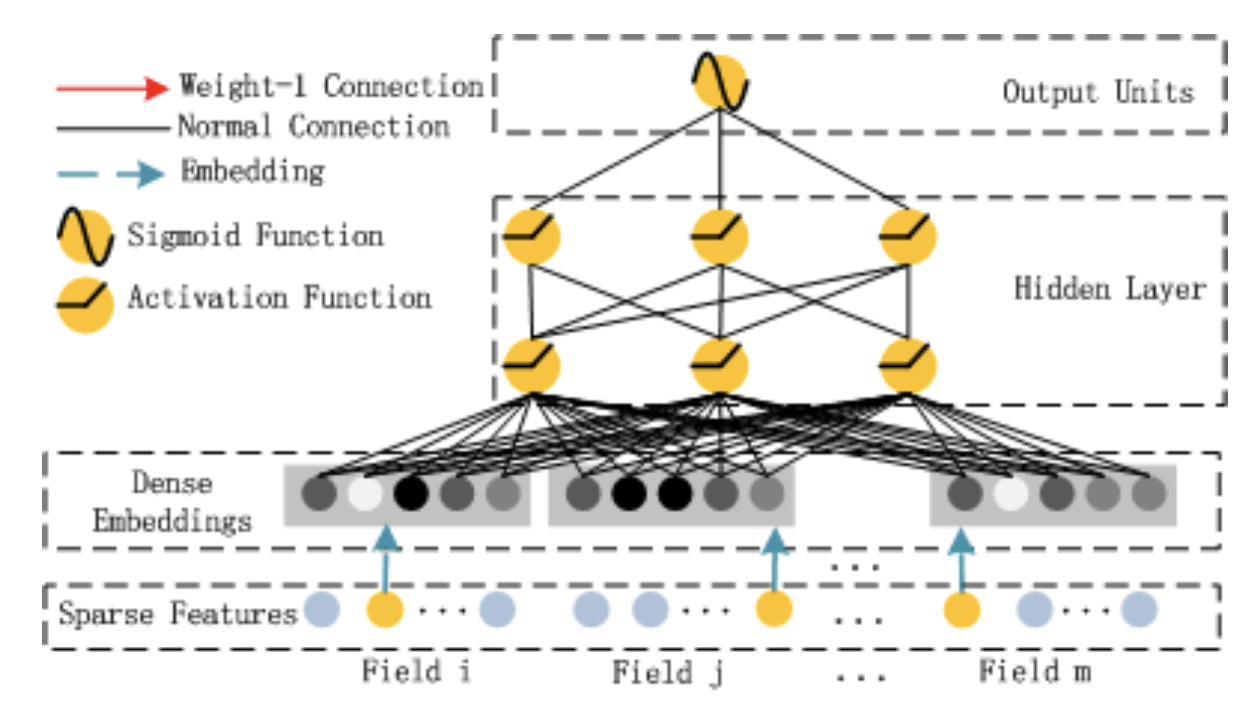 Weight-1 Connection
Normal Connection
Embedding
Sigmoid Function
Activation Function
Output Units
Hidden Layer
Dense
Embeddings
...
Sparse Features ... ... ... ...
Field i Field j ... Field m